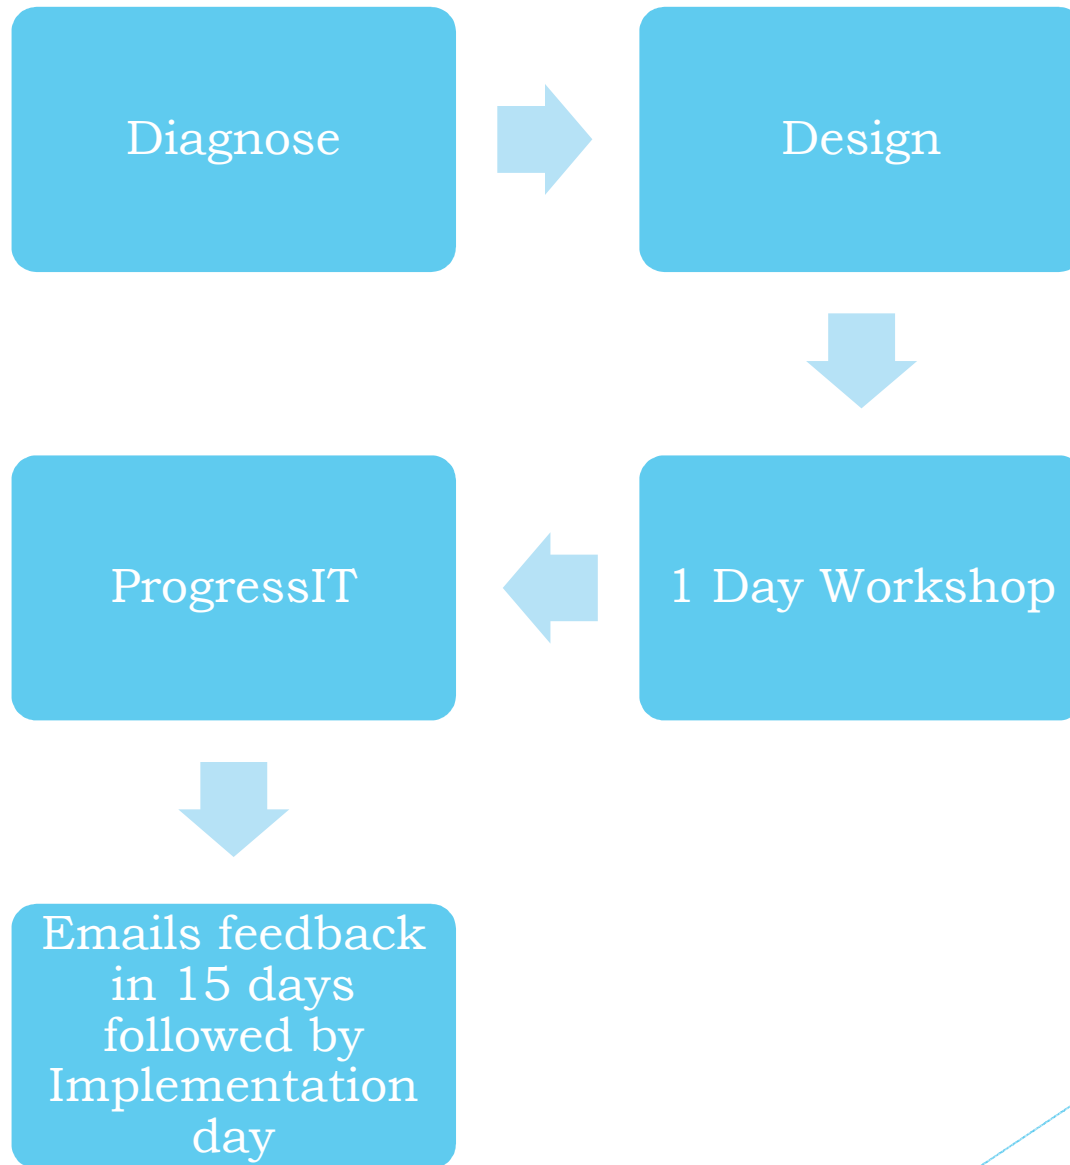 Diagnose
Design
1 Day Workshop
ProgressIT
Emails feedback
in 15 days
followed by
Implementation
day